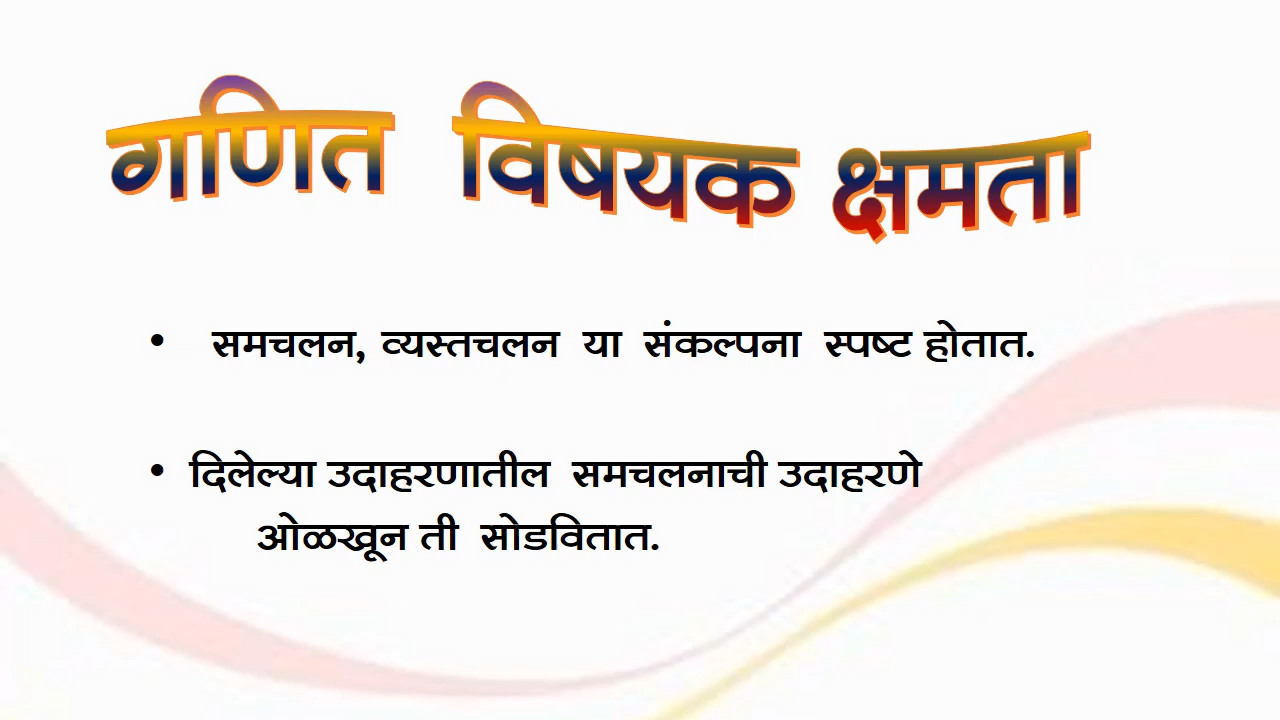 गणित विषयक क्षमता
• समचलन, व्यस्तचलन या संकल्पना स्पष्ट होतात.
• दिलेल्या उदाहरणातील समचलनाची उदाहरणे
ओळखून ती सोडवितात.